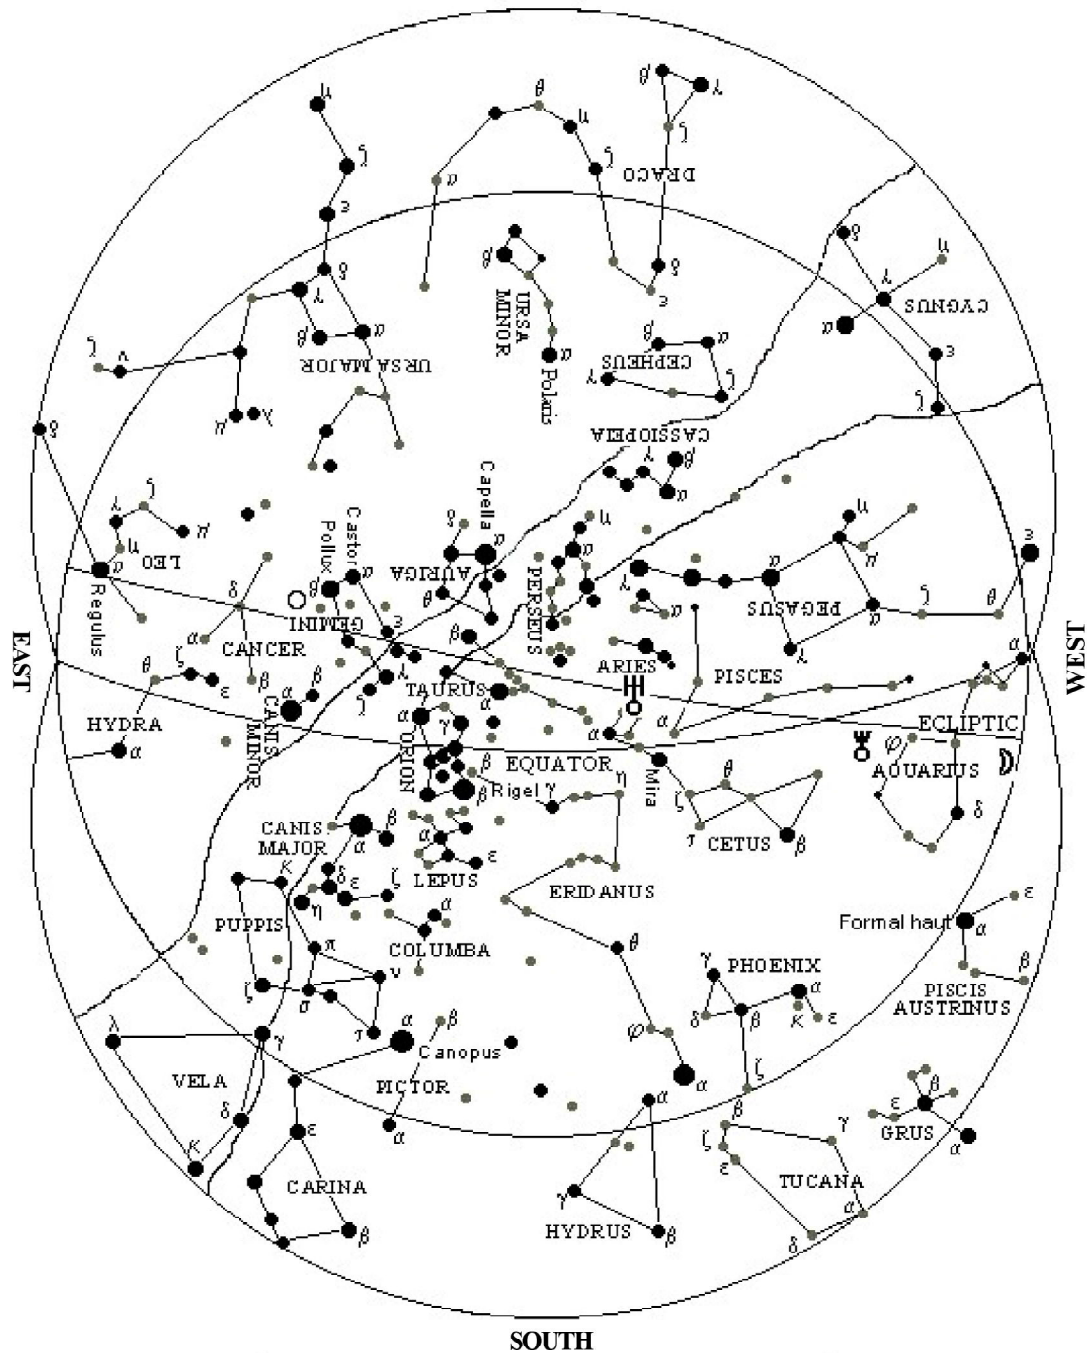 μ
θ
β
γ
η
ζ
ζ
DRACO
ζ
α
ε
δ
β
δ
ε
URSA
MINOR
α
Polaris
δ
η
γ
α
CYGNUS
ε
ζ
δ
γ
β
α
URSA MAJOR
ζ
ν
μ
λ
β
α
CEPHEUS
γ
ζ
CASSIOPEIA
γ
β
α
δ
γ
ζ
μ
η
LEO
α
Regulus
Castor
Pollux
β
α
GEMINI
ε
γ
ζ
Capella
δ
α
AURIGA
θ
β
η
α
PERSEUS
γ
α
η
μ
α
PEGASUS
α
γ
ζ
θ
ε
EAST
WEST
δ
α
CANCER
β
θ
ζ
ε
HYDRA
α
CANIS
MINOR
α
β
TAURUS
α
α
γ
ORION
β
β
Rigel
γ
ARIES
PISCES
α
α
Mira
α
ECLIPTIC
EQUATOR
φ
AQUARIUS
δ
η
ζ
θ
τ
CETUS
β
CANIS
MAJOR
α
β
δ
ε
ζ
η
α
ε
LEPUS
ERIDANUS
θ
φ
α
κ
PUPPIS
ζ
π
ν
σ
τ
α
COLUMBA
Formal haut
α
ε
β
PISCIS
AUSTRINUS
γ
PHOENIX
α
δ
β
κ
ε
ζ
λ
γ
VELA
δ
κ
α
Canopus
β
PICTOR
α
ε
CARINA
β
α
γ
HYDRUS
β
β
ζ
ε
γ
TUCANA
α
δ
β
ε
GRUS
α
SOUTH